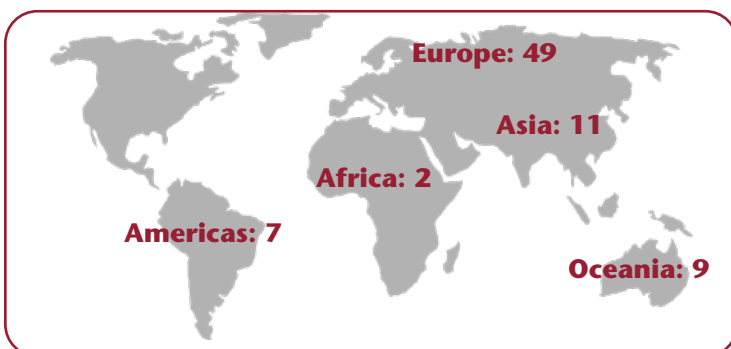 Europe: 49
Asia: 11
Africa: 2
Americas: 7
Oceania: 9